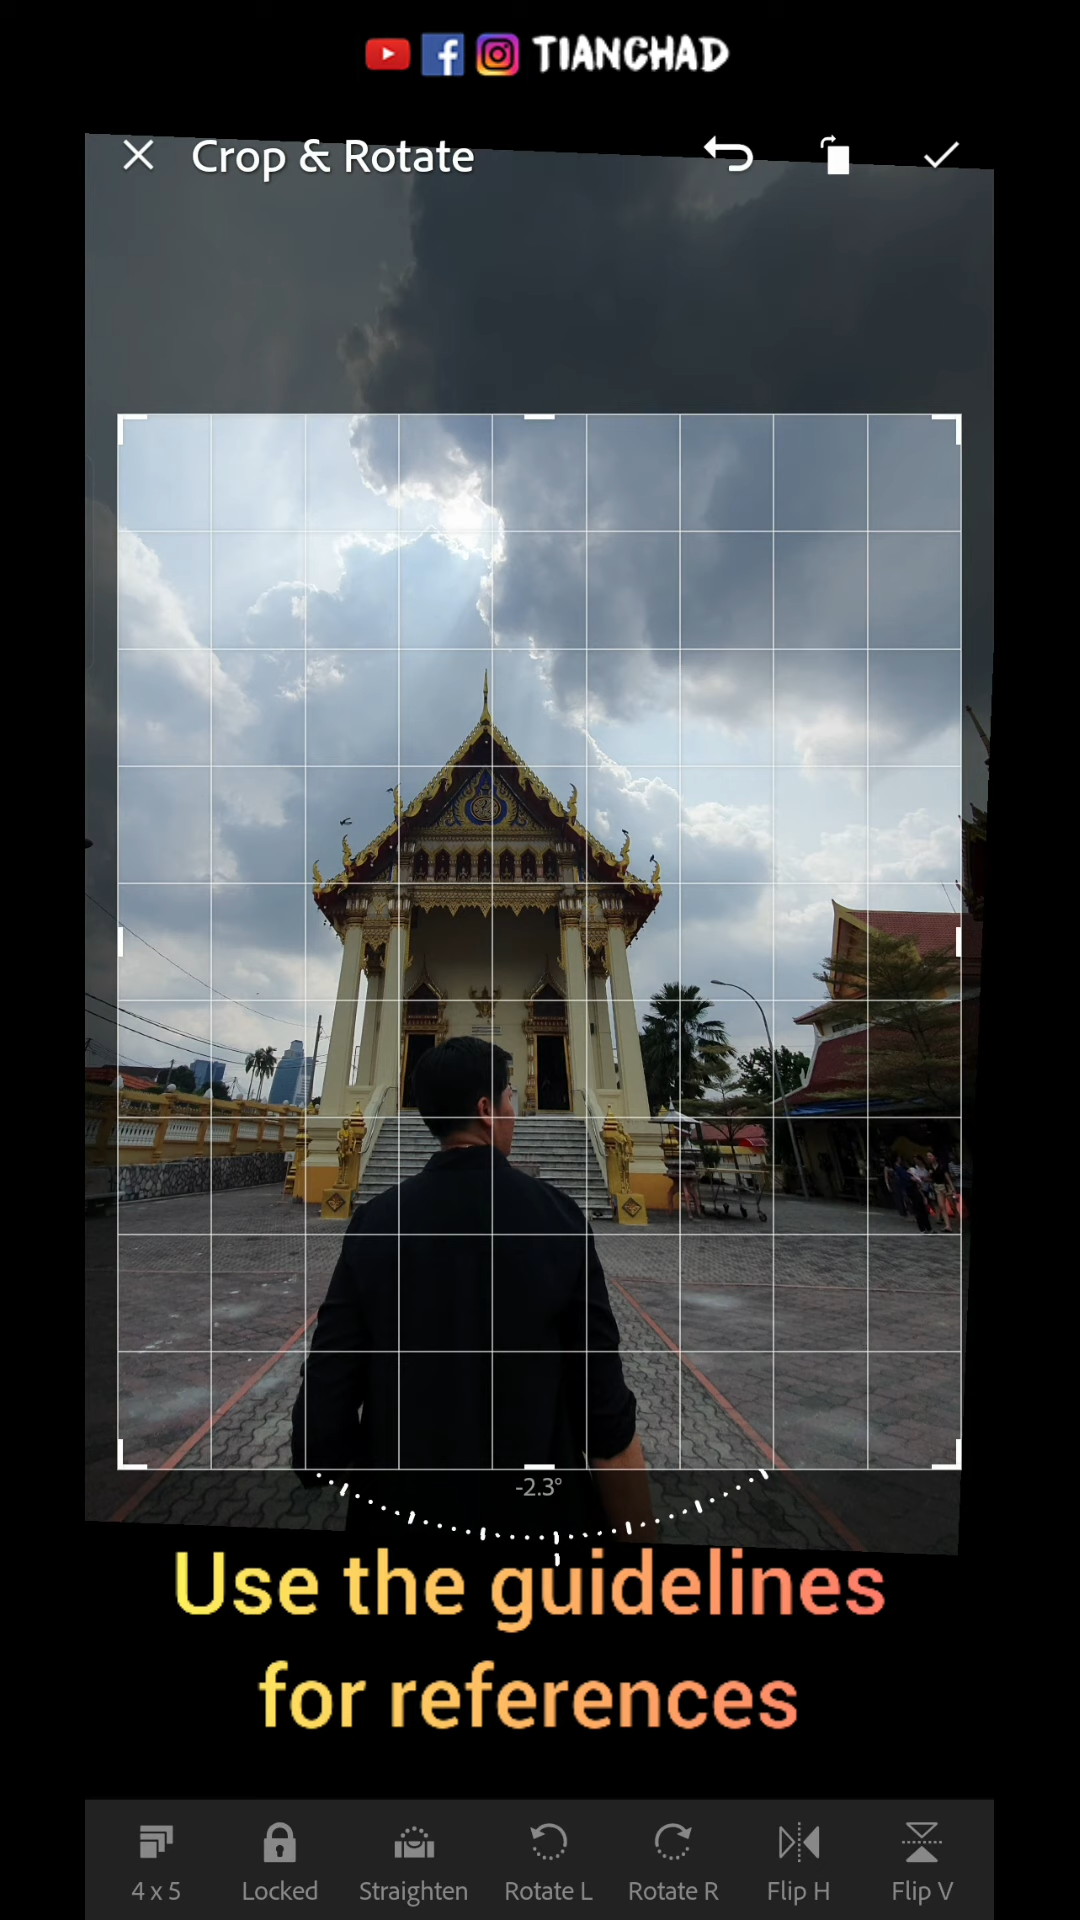 TIANCHAD
Crop & Rotate
-2.3°
Use the guidelines
for references
4 x 5 Locked Straighten Rotate L Rotate R Flip H Flip V